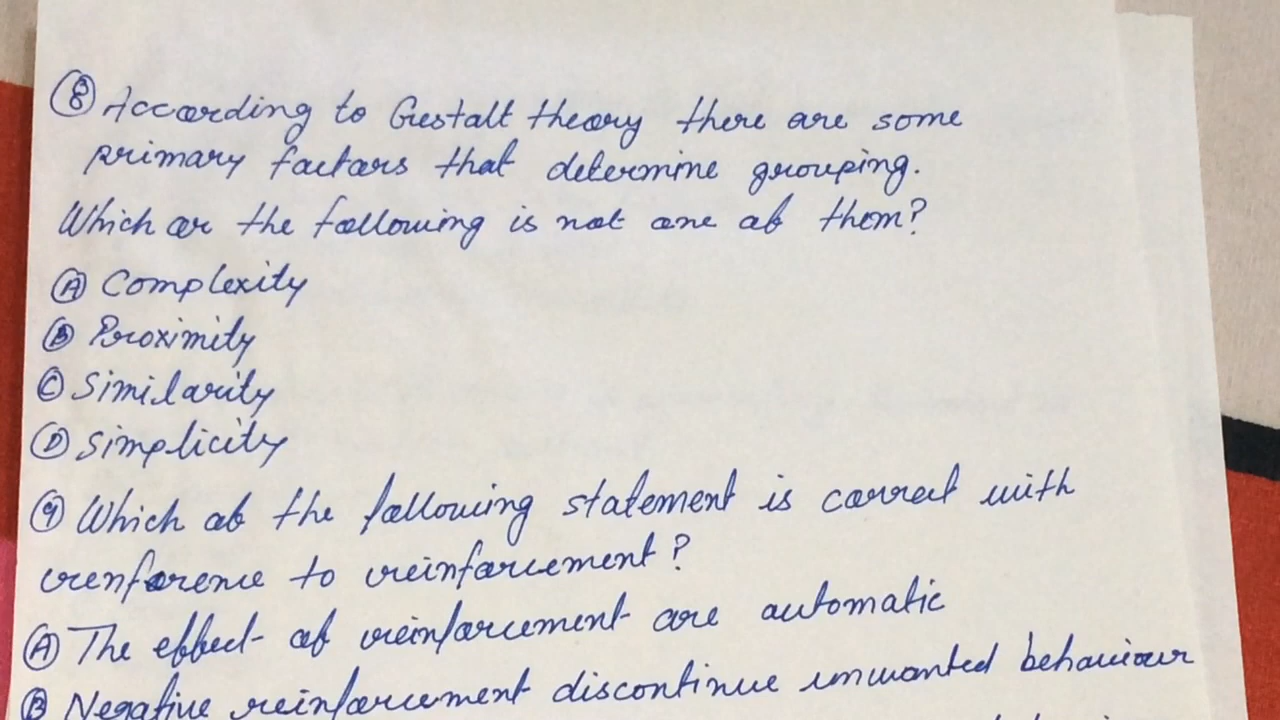 ⑧ According to Grestalt theory there are some
primary factors that determine grouping.
Which or the following is not one of them?
Ⓐ Complexity
Ⓑ Proximity
Ⓒ Similarity
Ⓓ Simplicity
⑨ Which of the following statement is correct with
renforence to reinforcement?
Ⓐ The effect of reinforcement are automatic
Ⓑ Negative reinforcement discontinue unwanted behaviour